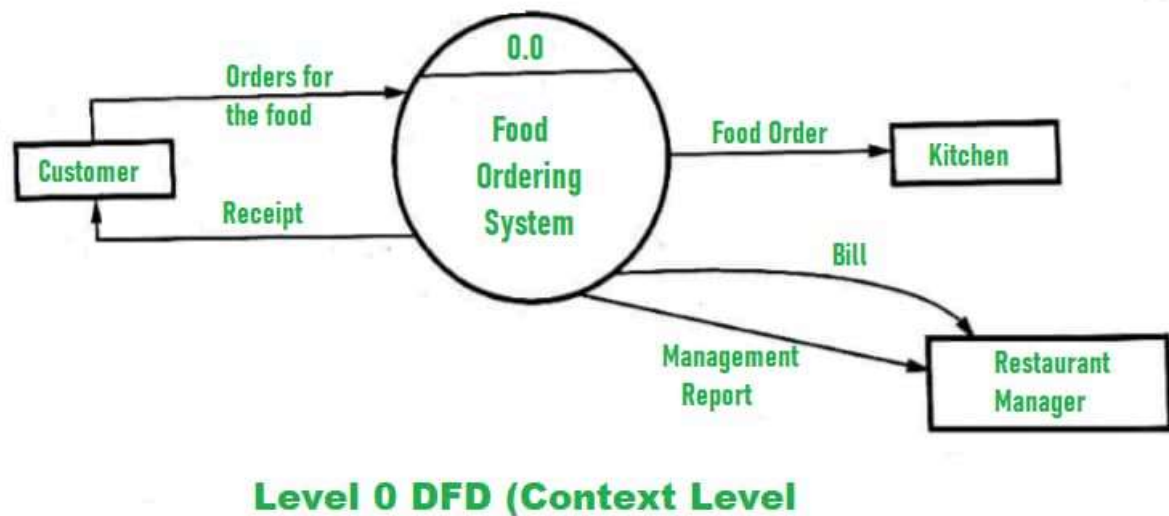 0.0
Orders for
the food
Food
Ordering
System
Food Order
Kitchen
Customer
Receipt
Bill
Management
Report
Restaurant
Manager
Level 0 DFD (Context Level